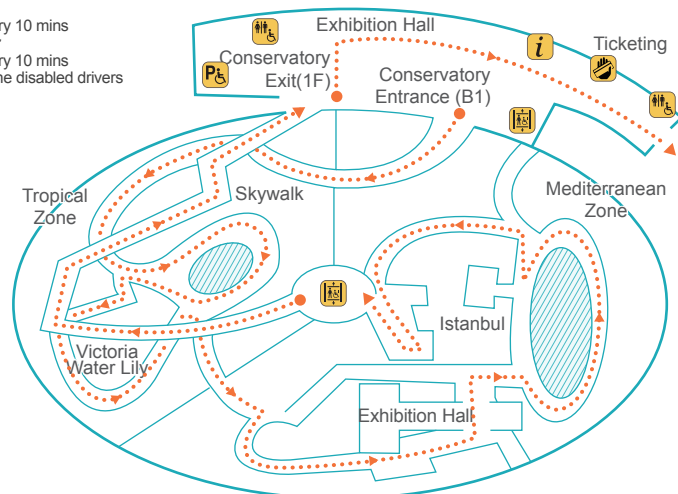 ry 10 mins
ry 10 mins
ne disabled drivers
Exhibition Hall
Ticketing
i
P
Conservatory
Exit(1F)
Conservatory
Entrance (B1)
Tropical
Zone
Skywalk
Mediterranean
Zone
Istanbul
Victoria
Water Lily
Exhibition Hall